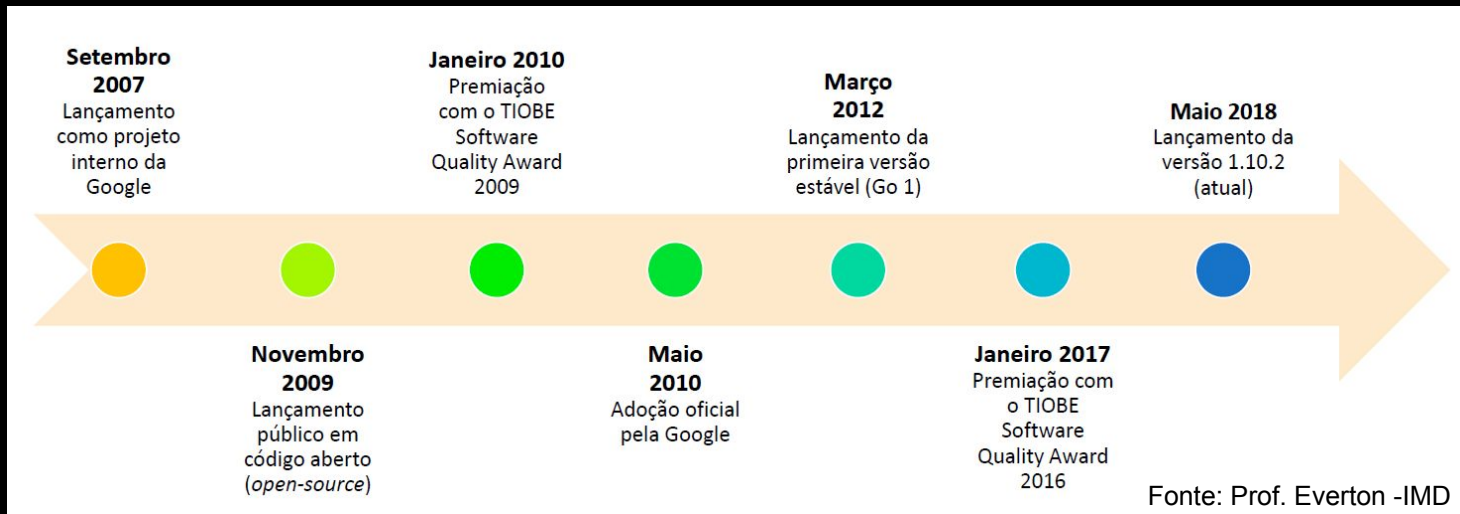 Setembro
2007
Lançamento
como projeto
interno da
Google
Novembro
2009
Lançamento
público em
código aberto
(open-source)
Janeiro 2010
Premiação
com o TIOBE
Software
Quality Award
2009
Maio
2010
Adoção oficial
pela Google
Março
2012
Lançamento da
primeira versão
estável (Go 1)
Janeiro 2017
Premiação com
o TIOBE
Software
Quality Award
2016
Maio 2018
Lançamento da
versão 1.10.2
(atual)
Fonte: Prof. Everton -IMD